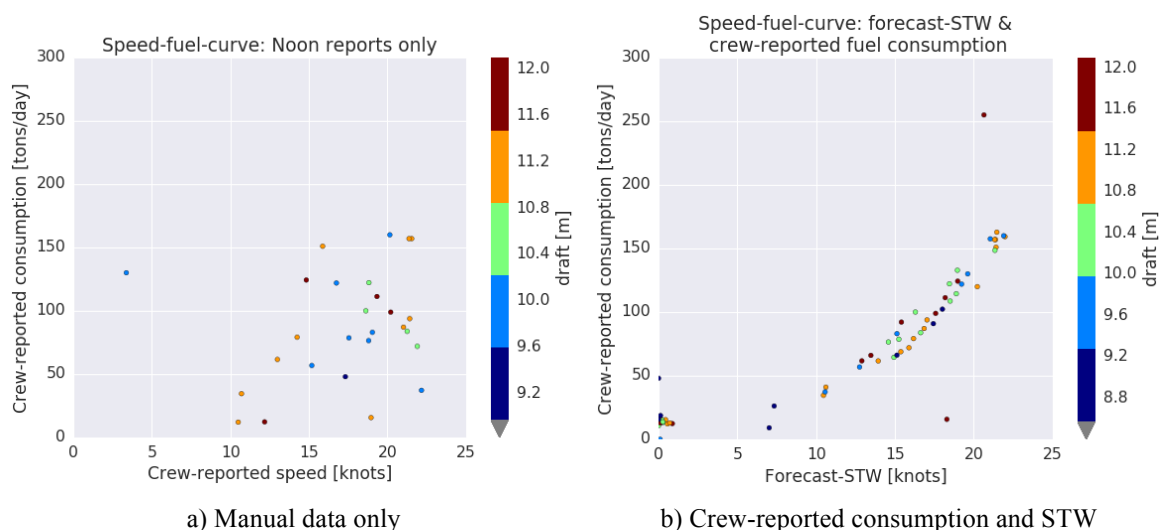 Speed-fuel-curve: Noon reports only
300
250
200
150
100
50
0
Crew-reported consumption [tons/day]
0 5 10 15 20 25
Crew-reported speed [knots]
12.0
11.6
11.2
10.8
10.4
10.0
9.6
9.2
draft [m]
a) Manual data only
Speed-fuel-curve: forecast-STW &
crew-reported fuel consumption
300
250
200
150
100
50
0
Crew-reported consumption [tons/day]
0 5 10 15 20 25
Forecast-STW [knots]
12.0
11.6
11.2
10.8
10.4
10.0
9.6
9.2
8.8
draft [m]
b) Crew-reported consumption and STW